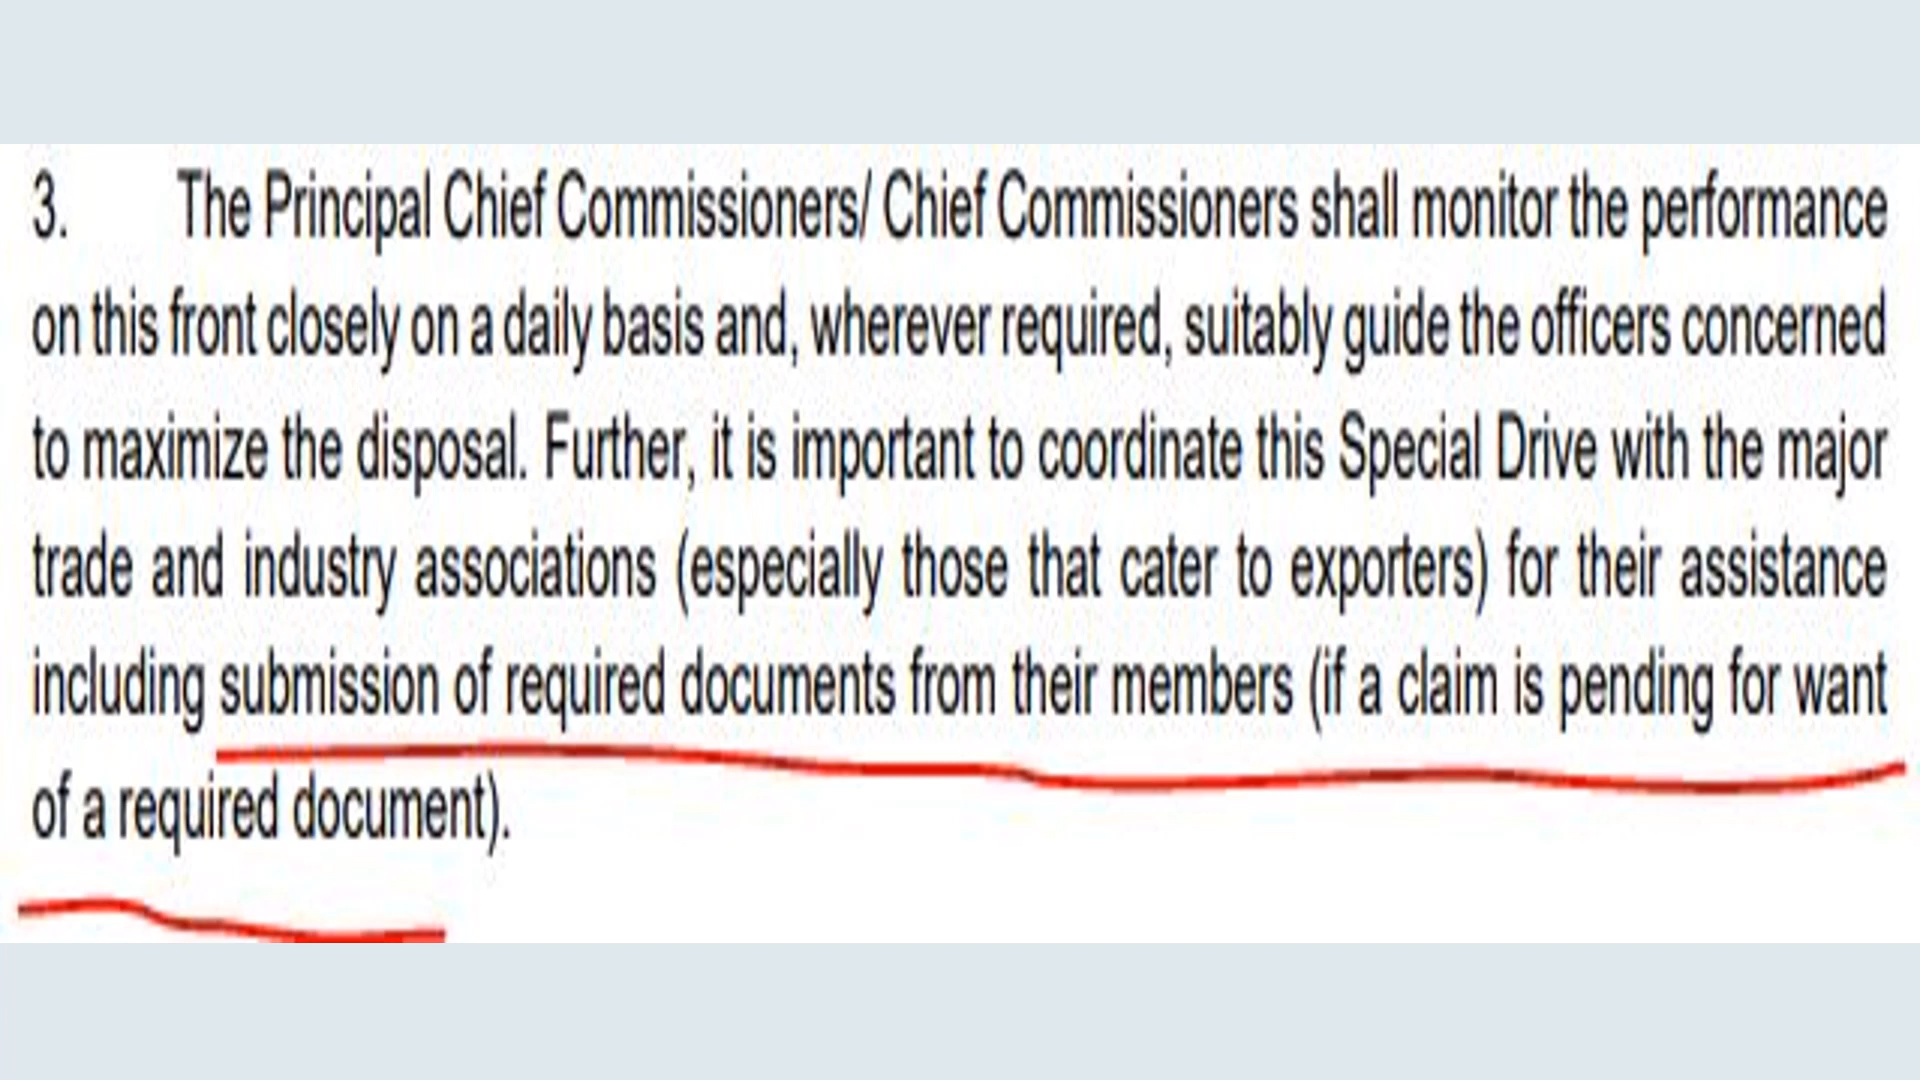 3. The Principal Chief Commissioners/ Chief Commissioners shall monitor the performance
on this front closely on a daily basis and, wherever required, suitably guide the officers concerned
to maximize the disposal. Further, it is important to coordinate this Special Drive with the major
trade and industry associations (especially those that cater to exporters) for their assistance
including submission of required documents from their members (if a claim is pending for want
of a required document).